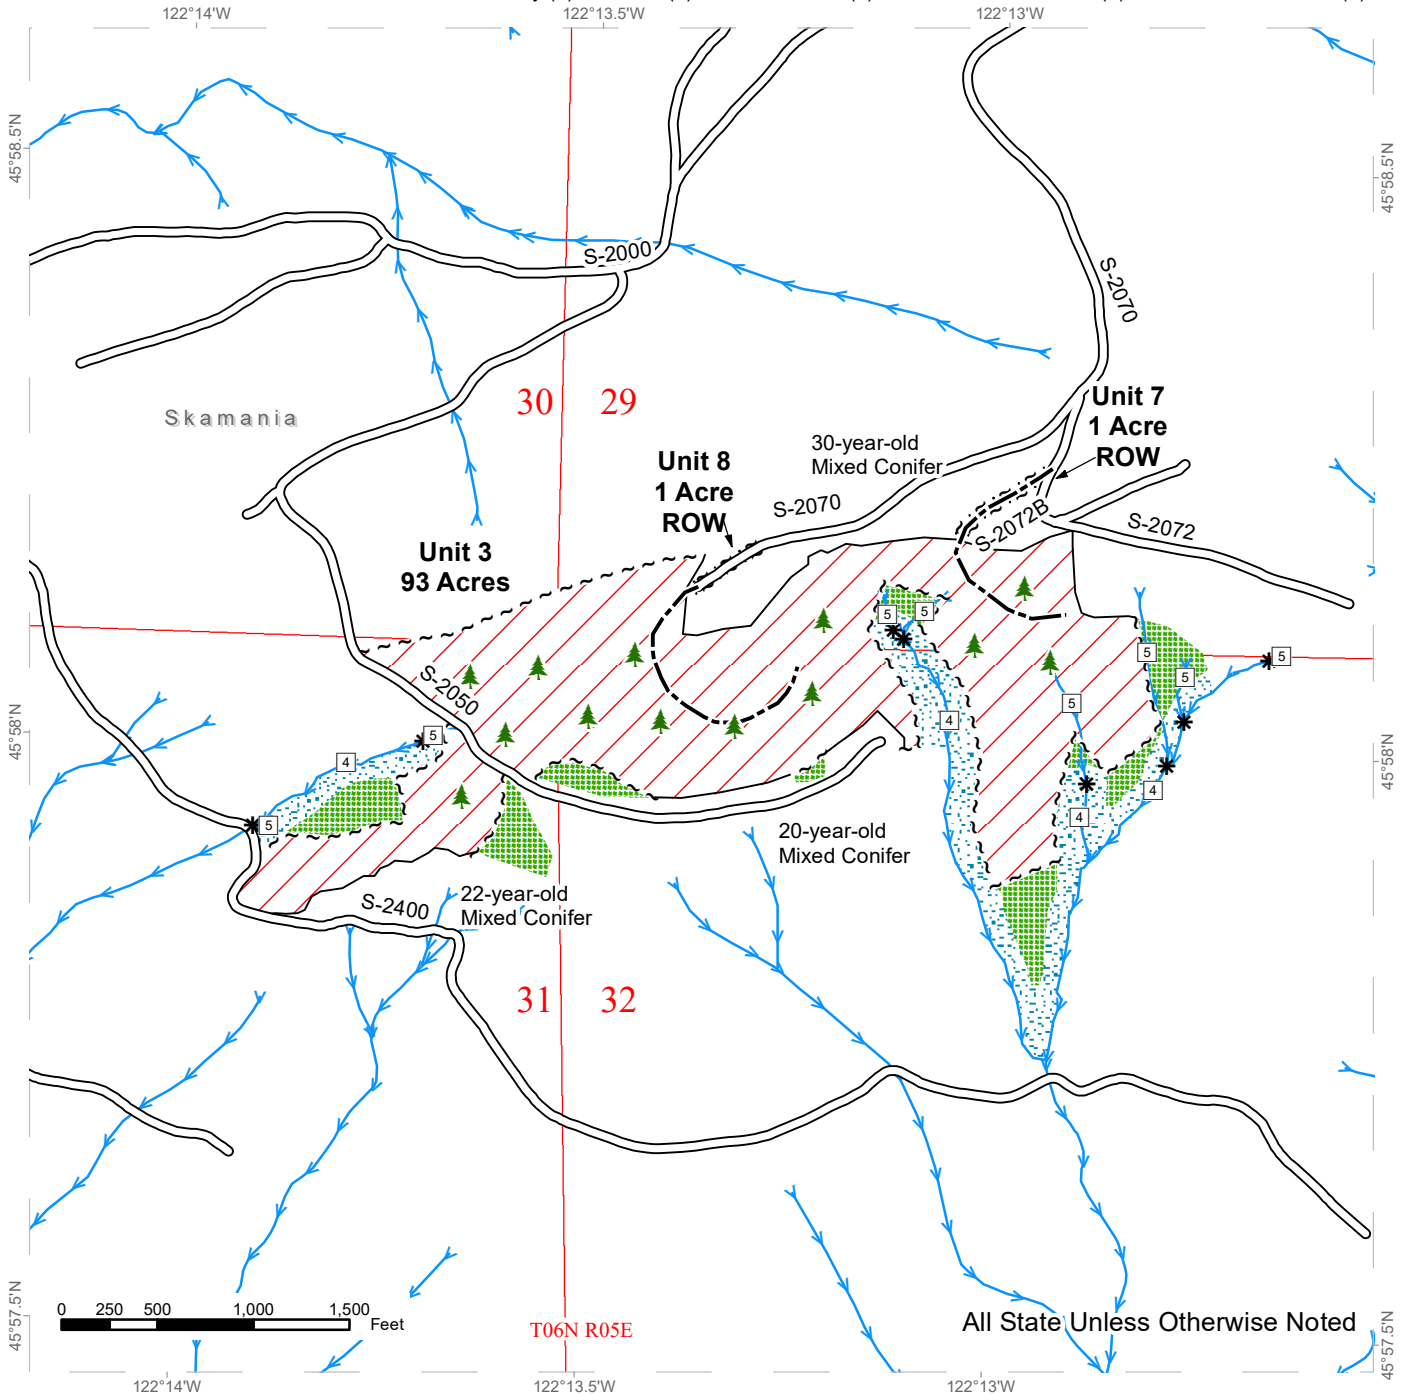 122°14'W
122°13.5'W
122°13'W
45°58.5'N
45°58.5'N
S-2000
S-2070
Skamania
30
29
Unit 7
1 Acre
ROW
30-year-old
Mixed Conifer
Unit 8
1 Acre
ROW
S-2070
S-2072B
S-2072
Unit 3
93 Acres
5
5
5
5
5
S-2050
5
4
5
4
45°58'N
45°58'N
4
4
5
20-year-old
Mixed Conifer
22-year-old
Mixed Conifer
S-2400
31
32
0
250
500
1,000
1,500
Feet
T06N R05E
All State Unless Otherwise Noted
45°57.5'N
45°57.5'N
122°14'W
122°13.5'W
122°13'W